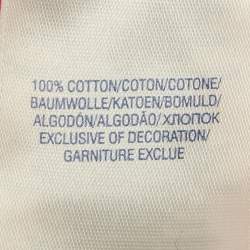 100% COTTON/COTON/COTONE/
BAUMWOLLE/KATOEN/BOMULD/
ALGODÓN/ALGODÃO/ХЛОПОК
EXCLUSIVE OF DECORATION/
GARNITURE EXCLUE